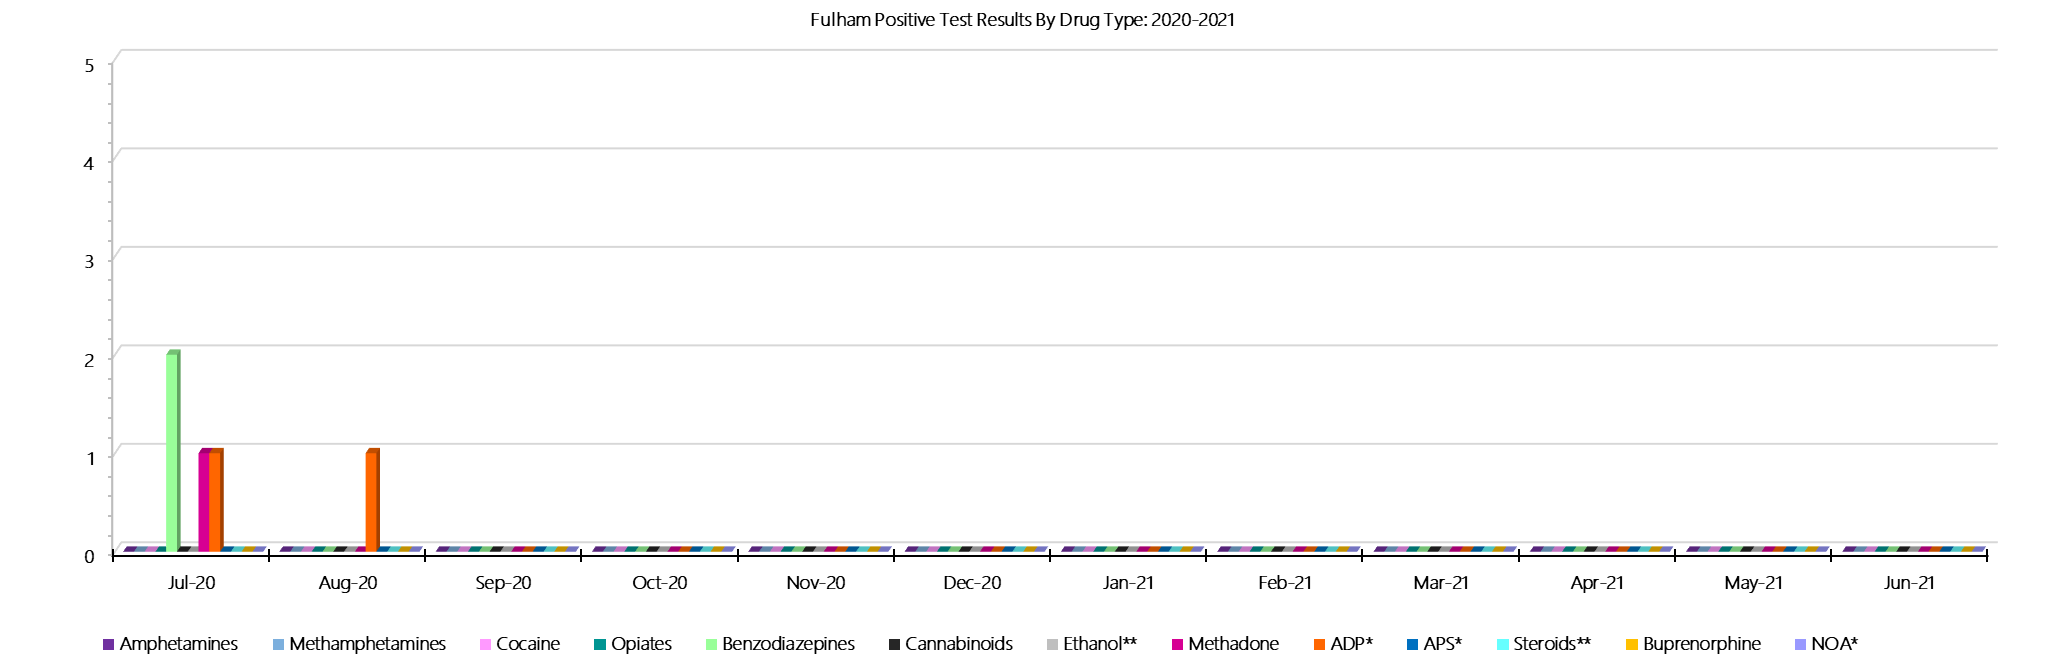 Fulham Positive Test Results By Drug Type: 2020-2021
5
4
3
2
1
0
Jul-20 Aug-20 Sep-20 Oct-20 Nov-20 Dec-20 Jan-21 Feb-21 Mar-21 Apr-21 May-21 Jun-21
Amphetamines Methamphetamines Cocaine Opiates Benzodiazepines Cannabinoids Ethanol** Methadone ADP* APS* Steroids** Buprenorphine NOA*